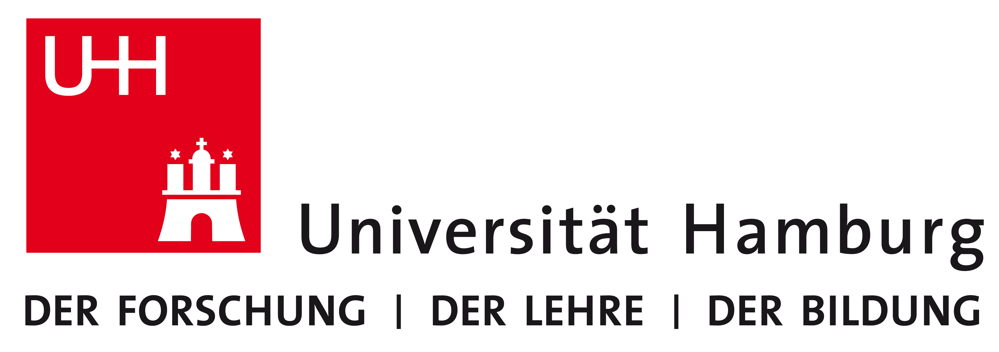 UHH
Universität Hamburg
DER FORSCHUNG | DER LEHRE | DER BILDUNG